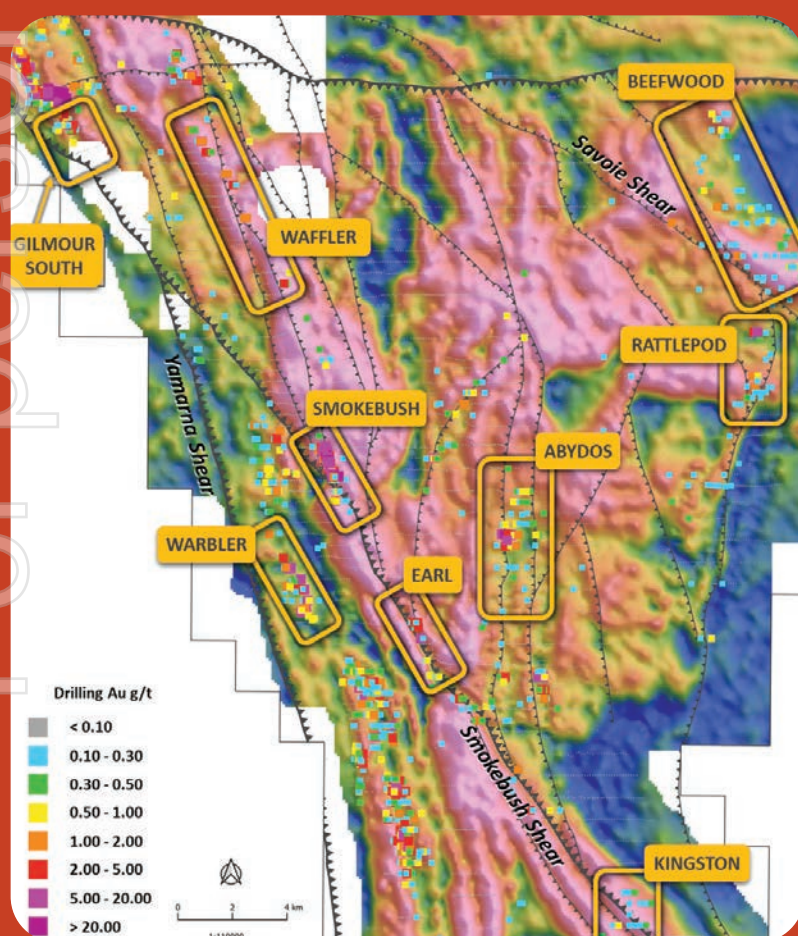 BEEFWOOD
Savoie Shear
GILMOUR
SOUTH
WAFFLER
RATTLEPOD
Yamarna Shear
SMOKEBUSH
ABYDOS
WARBLER
EARL
Smokebush Shear
KINGSTON
Drilling Au g/t
< 0.10
0.10 - 0.30
0.30 - 0.50
0.50 - 1.00
1.00 - 2.00
2.00 - 5.00
5.00 - 20.00
> 20.00
0 2 4 km